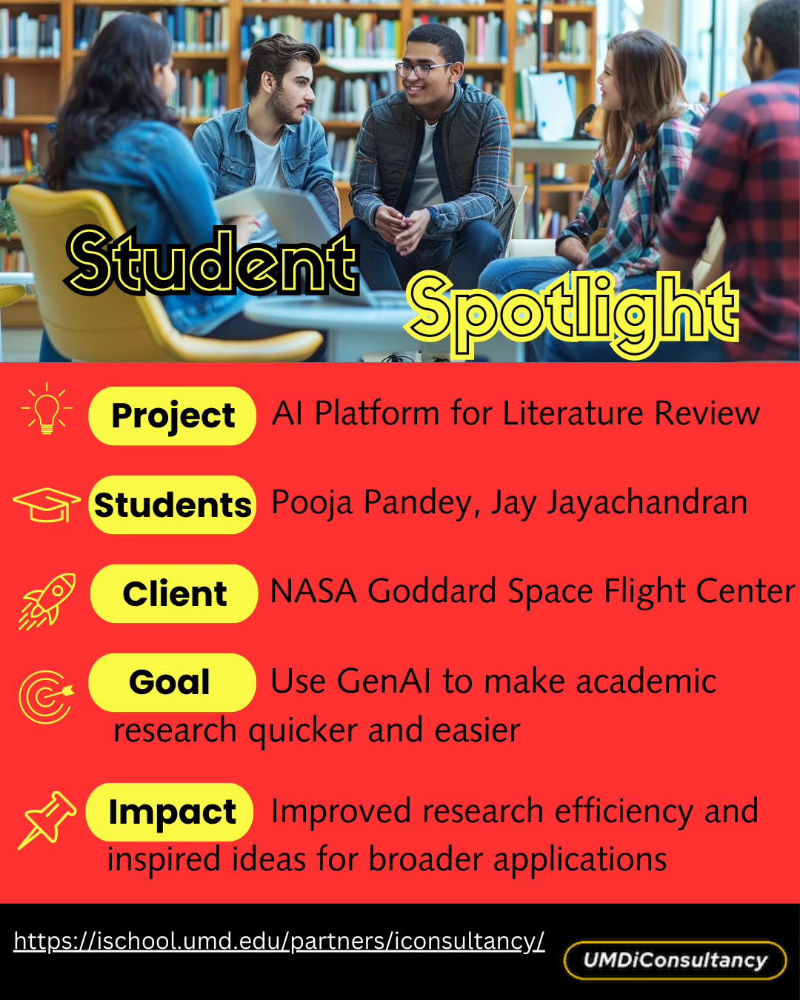 Student
Spotlight
Project AI Platform for Literature Review
Students Pooja Pandey, Jay Jayachandran
Client NASA Goddard Space Flight Center
Goal Use GenAI to make academic
research quicker and easier
Impact Improved research efficiency and
inspired ideas for broader applications
https://ischool.umd.edu/partners/iconsultancy/
UMDiConsultancy